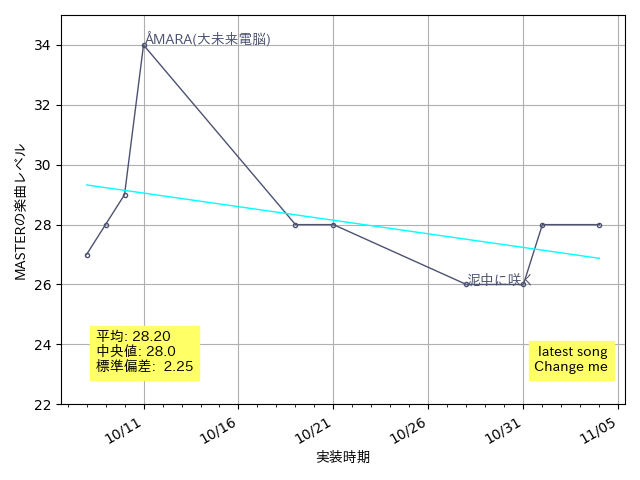 34
32
30
28
26
24
22
MASTERの楽曲レベル
ÅMARA(大未来電脳)
泥中に咲く
平均: 28.20
中央値: 28.0
標準偏差: 2.25
latest song
Change me
10/11
10/16
10/21
10/26
10/31
11/05
実装時期